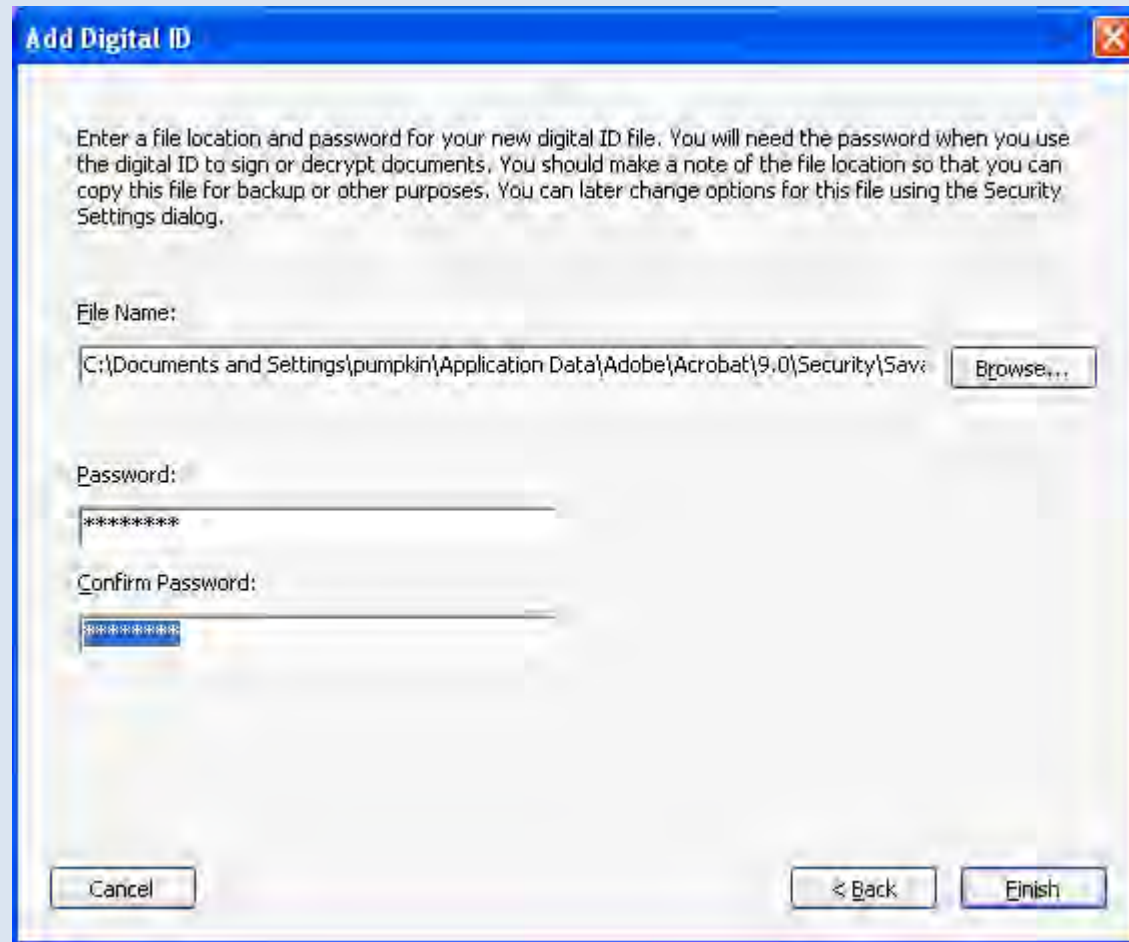 Add Digital ID
Enter a file location and password for your new digital ID file. You will need the password when you use
the digital ID to sign or decrypt documents. You should make a note of the file location so that you can
copy this file for backup or other purposes. You can later change options for this file using the Security
Settings dialog.
File Name:
C:\Documents and Settings\pumpkin\Application Data\Adobe\Acrobat\9.0\Security\Sava
Browse...
Password:
********
Confirm Password:
********
Cancel
< Back
Finish